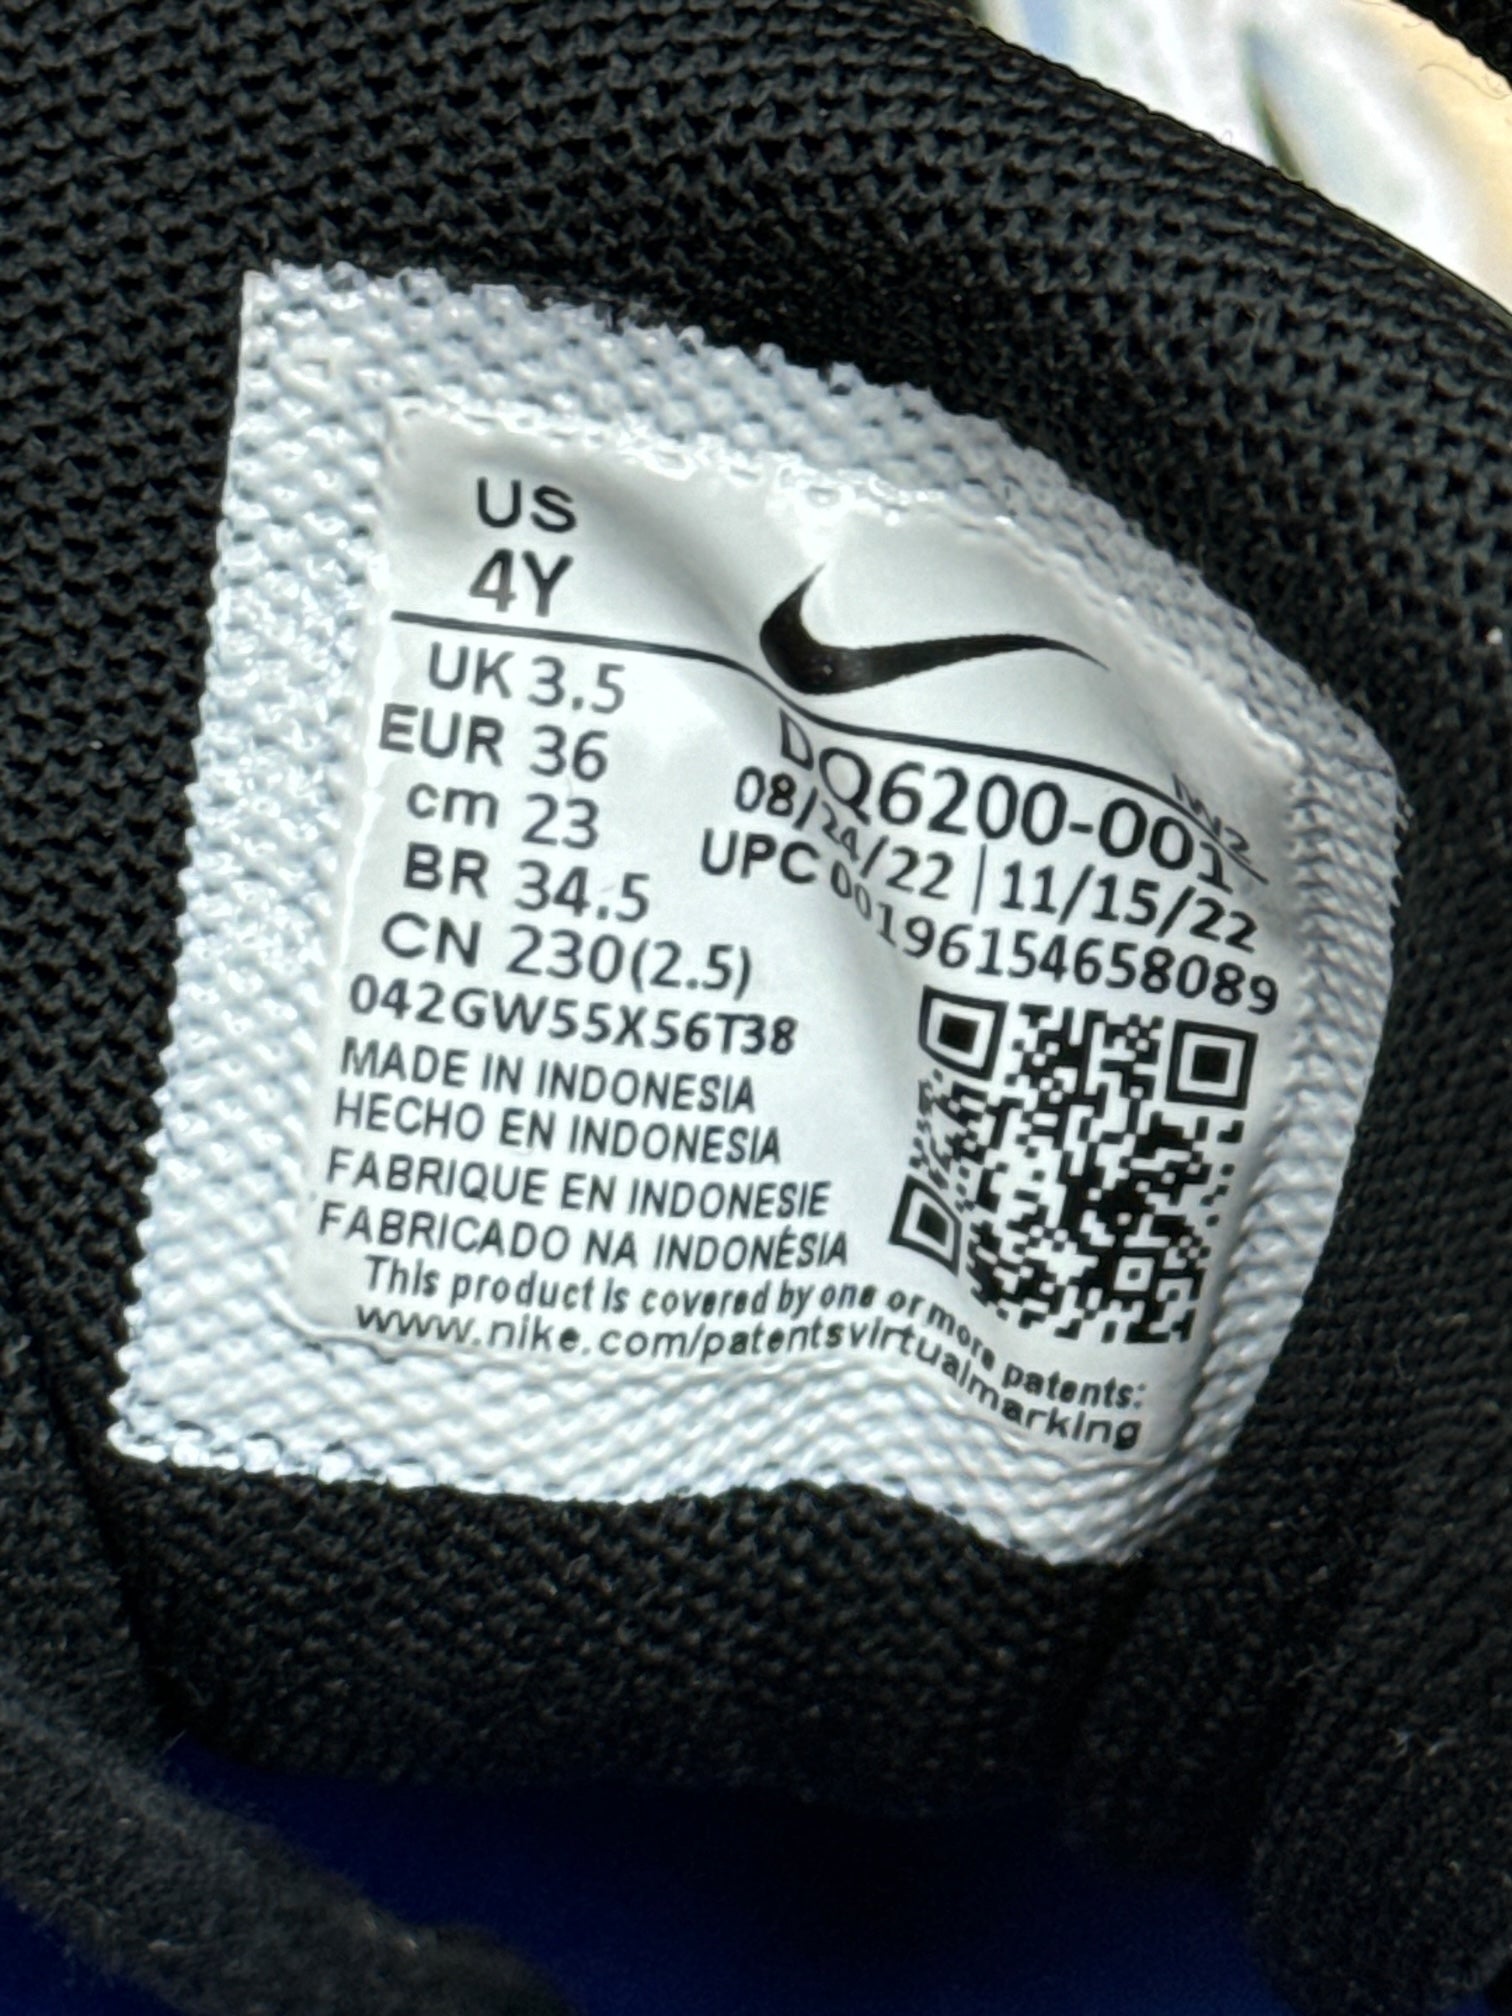 US
4Y
UK 3.5
EUR 36
cm 23
BR 34.5
CN 230(2.5)
042GW55X56T38
MADE IN INDONESIA
HECHO EN INDONESIA
FABRIQUE EN INDONESIE
FABRICADO NA INDONÉSIA
DQ6200-001
08/24/22 | 11/15/22
UPC 00196154658089
This product is covered by one or more patents:
www.nike.com/patentsvirtualmarking